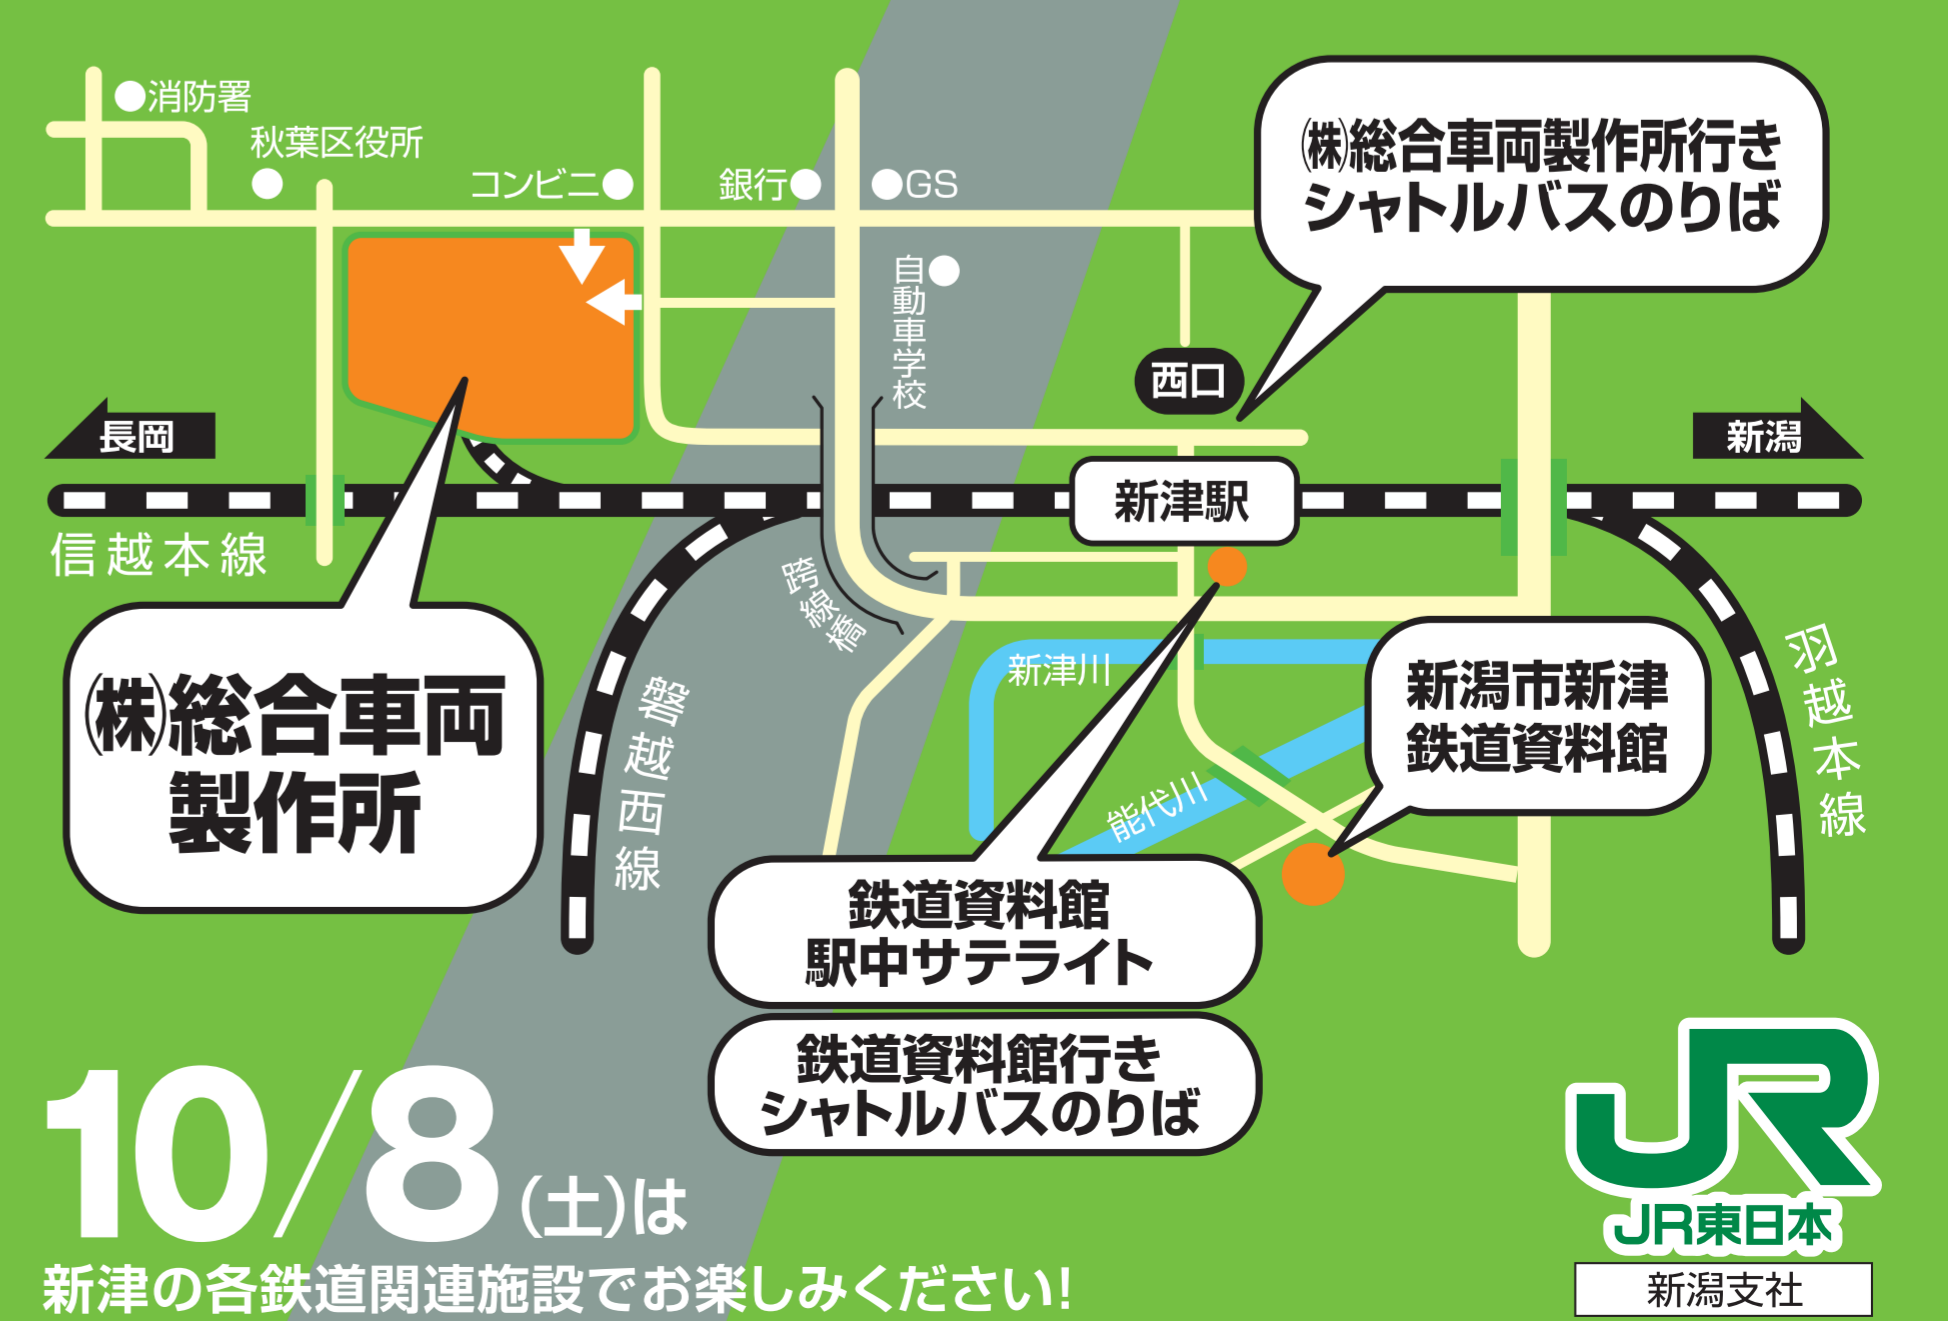 消防署
秋葉区役所
コンビニ
銀行
GS
㈱総合車両製作所行き
シャトルバスのりば
自動車学校
西口
長岡
新潟
新津駅
信越本線
跨線橋
新津川
㈱総合車両
製作所
磐越西線
能代川
新潟市新津
鉄道資料館
羽越本線
鉄道資料館
駅中サテライト
鉄道資料館行き
シャトルバスのりば
10/8(土)は
新津の各鉄道関連施設でお楽しみください!
JR
JR東日本
新潟支社